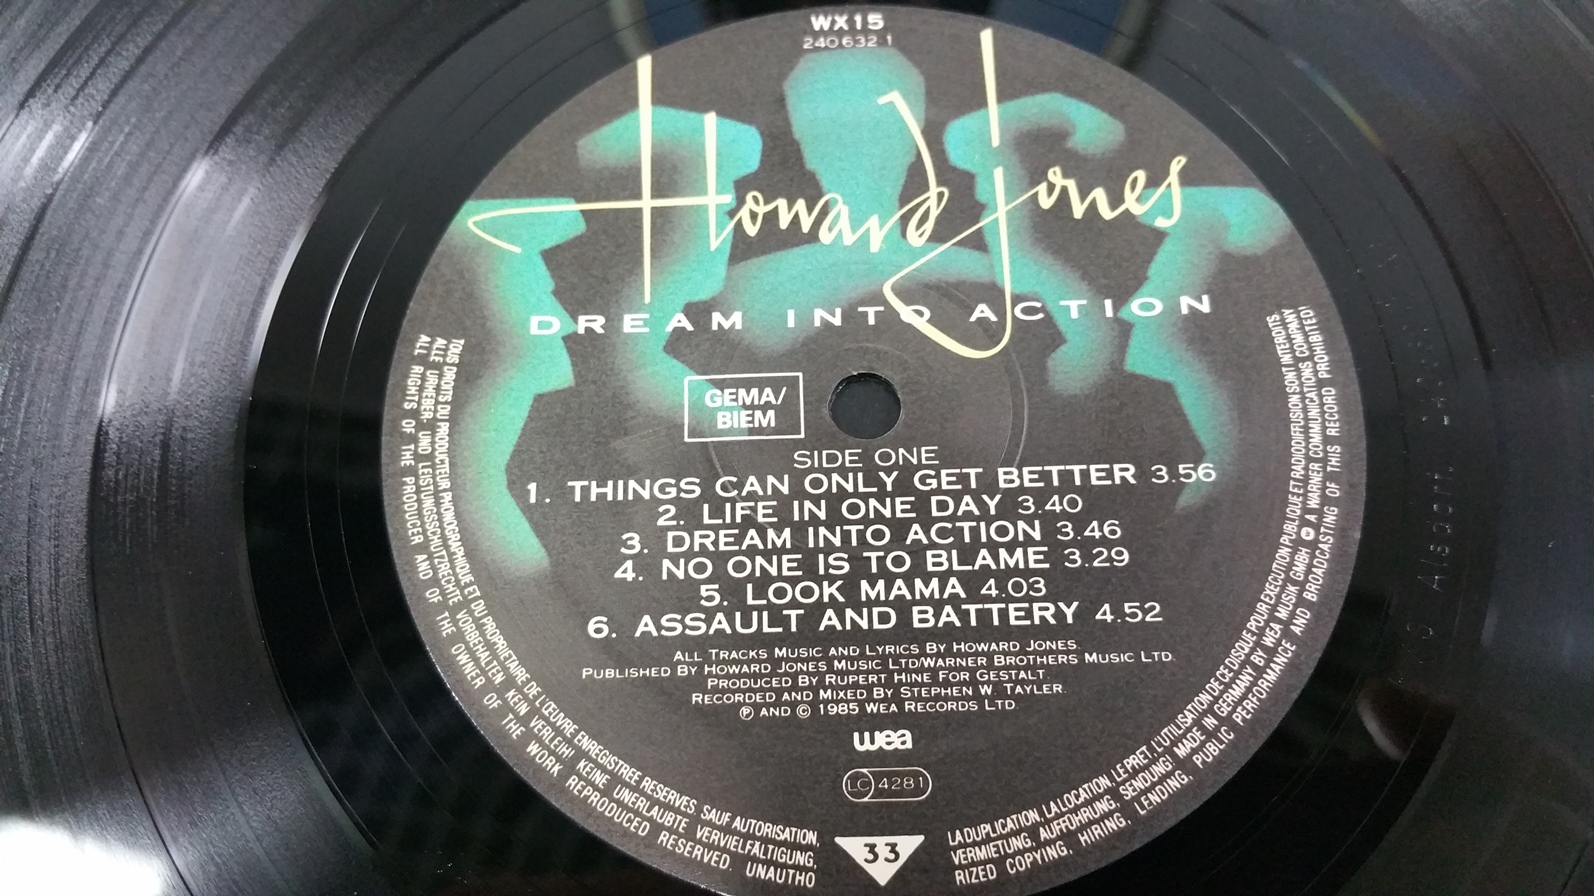 WX15
240 632-1
Howard Jones
DREAM INTO ACTION
GEMA/
BIEM
SIDE ONE
1. THINGS CAN ONLY GET BETTER 3.56
2. LIFE IN ONE DAY 3.40
3. DREAM INTO ACTION 3.46
4. NO ONE IS TO BLAME 3.29
5. LOOK MAMA 4.03
6. ASSAULT AND BATTERY 4.52
ALL TRACKS MUSIC AND LYRICS BY HOWARD JONES.
PUBLISHED BY HOWARD JONES MUSIC LTD/WARNER BROTHERS MUSIC LTD.
PRODUCED BY RUPERT HINE FOR GESTALT.
RECORDED AND MIXED BY STEPHEN W. TAYLER.
Ⓟ AND © 1985 WEA RECORDS LTD.
wea
LC 4281
33
TOUS DROITS DU PRODUCTEUR PHONOGRAPHIQUE ET DU PROPRIETAIRE DE L'ŒUVRE ENREGISTREE RESERVES. SAUF AUTORISATION,
LA DUPLICATION, LA LOCATION, LE PRET, L'UTILISATION DE CE DISQUE POUR EXECUTION PUBLIQUE ET RADIODIFFUSION SONT INTERDITS.
ALLE URHEBER- UND LEISTUNGSSCHUTZRECHTE VORBEHALTEN. KEIN VERLEIH! KEINE UNERLAUBTE VERVIELFÄLTIGUNG,
VERMIETUNG, AUFFÜHRUNG, SENDUNG! MADE IN GERMANY BY WEA MUSIK GMBH A WARNER COMMUNICATIONS COMPANY
ALL RIGHTS OF THE PRODUCER AND OF THE OWNER OF THE WORK REPRODUCED RESERVED. UNAUTHO
RIZED COPYING, HIRING, LENDING, PUBLIC PERFORMANCE AND BROADCASTING OF THIS RECORD PROHIBITED!